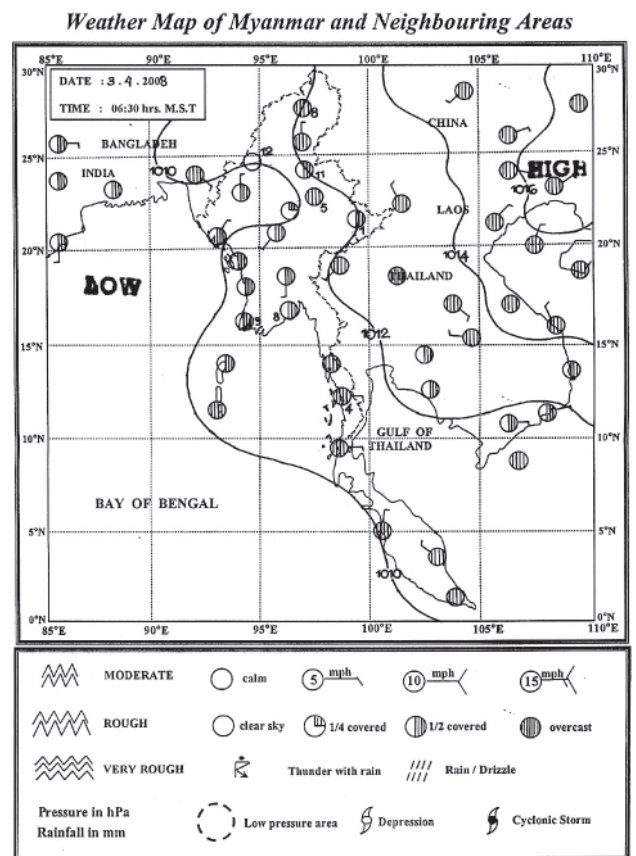 Weather Map of Myanmar and Neighbouring Areas
30°N 90°E 95°E 100°E 105°E 110°E 30°N
DATE : 3.4.2008
TIME : 06:30 hrs. M.S.T
8
CHINA
BANGLADEH
12
25°N 1010 11 HIGH 25°N
INDIA
1016
5
LAOS
20°N 20°N
1014
LOW
THAILAND
8
1012
15°N 15°N
4
GULF OF
THAILAND
10°N 10°N
BAY OF BENGAL
5°N 5°N
1010
0°N 0°N
85°E 90°E 95°E 100°E 105°E 110°E
MODERATE calm 5 mph 10 mph 15 mph
ROUGH clear sky 1/4 covered 1/2 covered overcast
VERY ROUGH Thunder with rain Rain / Drizzle
Pressure in hPa
Rainfall in mm
Low pressure area Depression Cyclonic Storm